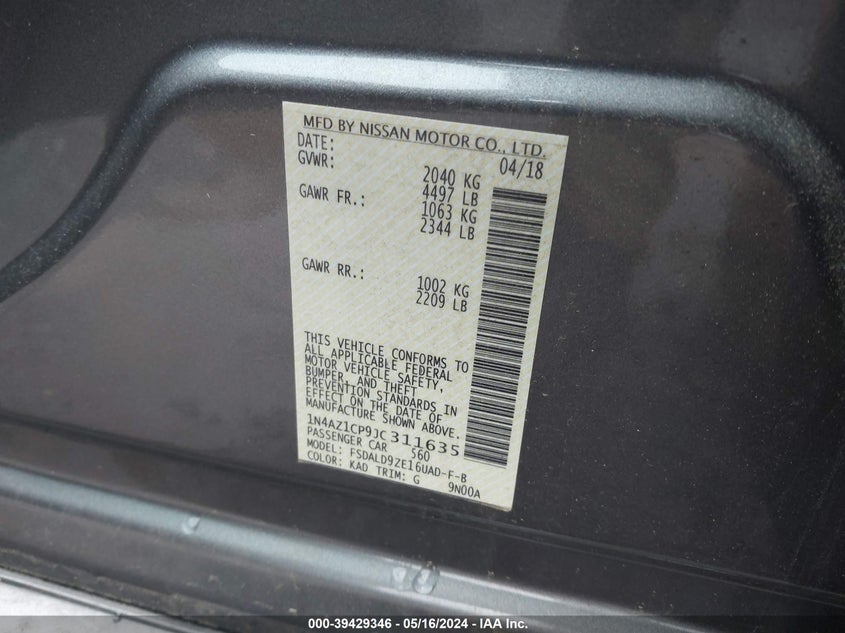 MFD BY NISSAN MOTOR CO., LTD.
DATE: 04/18
GVWR: 2040 KG
4497 LB
GAWR FR.: 1063 KG
2344 LB
GAWR RR.: 1002 KG
2209 LB
THIS VEHICLE CONFORMS TO
ALL APPLICABLE FEDERAL
MOTOR VEHICLE SAFETY,
BUMPER, AND THEFT
PREVENTION STANDARDS IN
EFFECT ON THE DATE OF
MANUFACTURE SHOWN ABOVE.
1N4AZ1CP9JC311635
PASSENGER CAR 560
MODEL: FSDALD9ZE16UAD-F-B
COLOR: KAD TRIM: G 9N00A
000-39429346 / 05/16/2024 / IAA Inc.